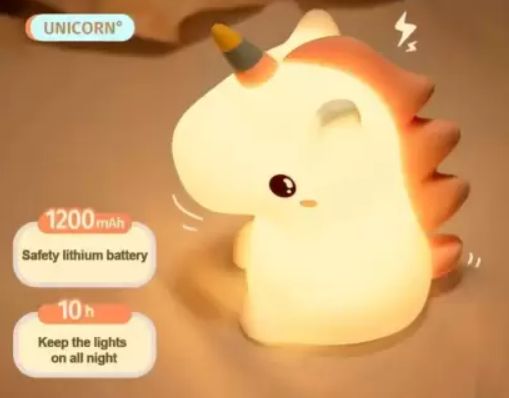 UNICORN°
1200mAh
Safety lithium battery
10h
Keep the lights
on all night